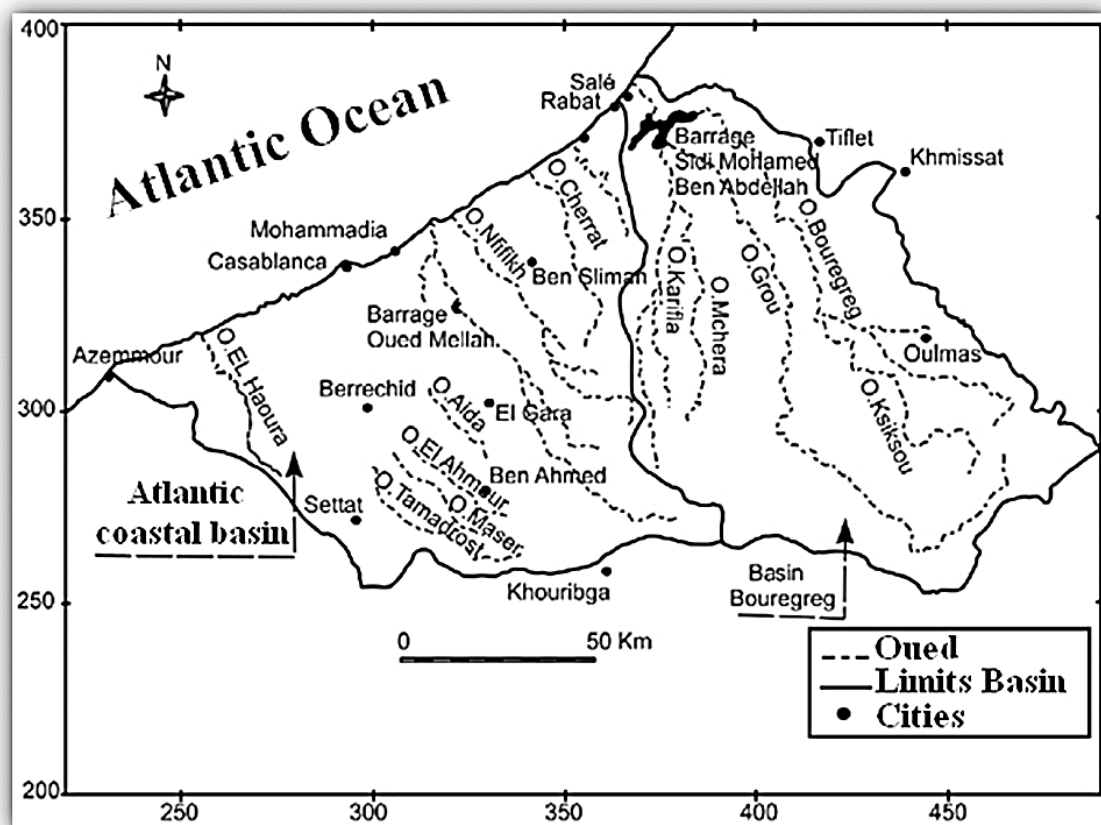 400
350
300
250
200
250
300
350
400
450
N
Atlantic Ocean
Salé
Rabat
Barrage
Sidi Mohamed
Ben Abdellah
Tiflet
Khmissat
O.Cherrat
O.Nfifikh
Mohammadia
Casablanca
Ben Sliman
O.Karifla
O.Mchera
O.Grou
O.Bouregreg
Barrage
Oued Mellah
Oulmas
Azemmour
O.EL Haoura
Berrechid
O.Aida
El Gara
O.Ksiksou
O.El Ahmour
Ben Ahmed
O.Maser
O.Tamadrost
Settat
Atlantic
coastal basin
Khouribga
Basin
Bouregreg
0 50 Km
Oued
Limits Basin
Cities